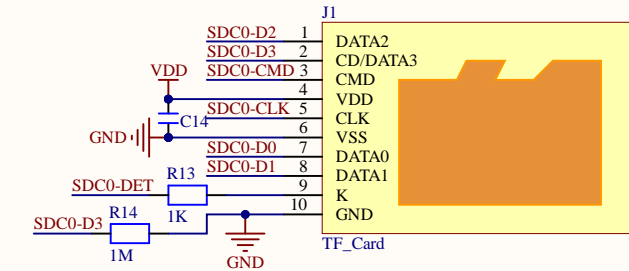 J1
SDC0-D2 1 DATA2
SDC0-D3 2 CD/DATA3
VDD SDC0-CMD 3 CMD
4 VDD
C14 SDC0-CLK 5 CLK
GND 6 VSS
SDC0-D0 7 DATA0
SDC0-D1 8 DATA1
SDC0-DET R13 1K 9 K
SDC0-D3 R14 1M 10 GND
GND
TF_Card